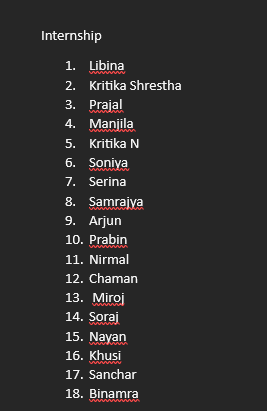 Internship
1. Libina
2. Kritika Shrestha
3. Prajal
4. Manjila
5. Kritika N
6. Soniya
7. Serina
8. Samrajya
9. Arjun
10. Prabin
11. Nirmal
12. Chaman
13. Miroj
14. Soraj
15. Nayan
16. Khusi
17. Sanchar
18. Binamra